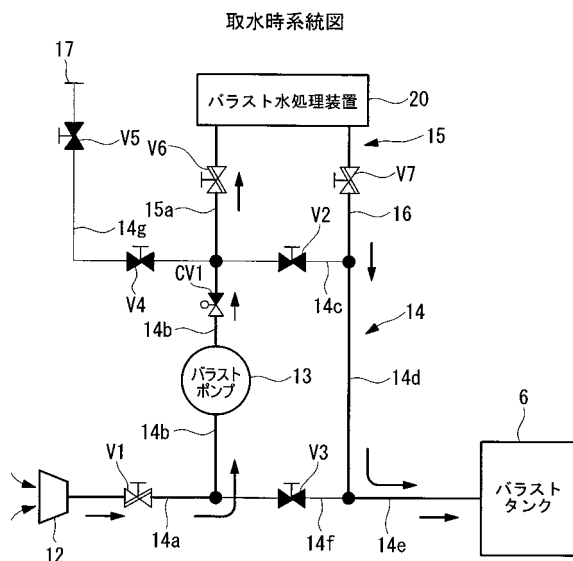 取水時系統図
17
バラスト水処理装置
20
V5
V6
15
V7
15a
16
14g
V2
V4
CV1
14c
14b
14
バラスト
ポンプ
13
14d
14b
6
V1
V3
バラスト
タンク
12
14a
14f
14e